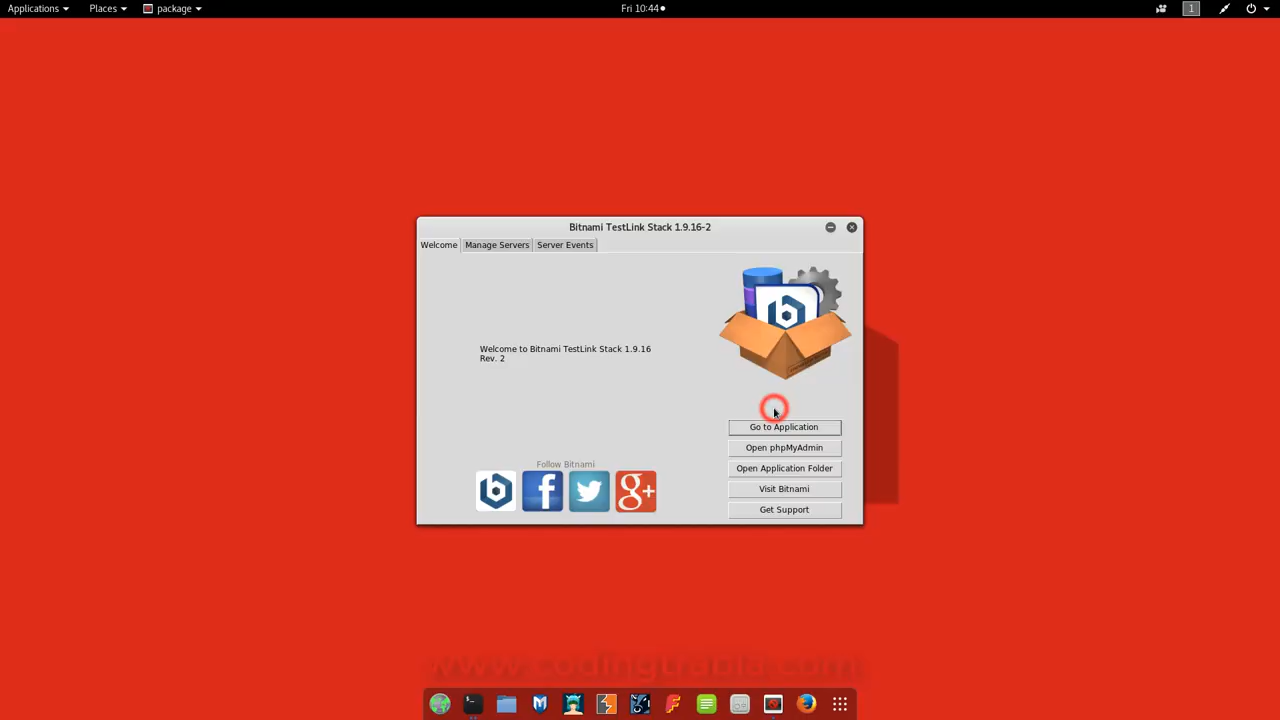 Applications Places package Fri 10:44 1
Bitnami TestLink Stack 1.9.16-2
Welcome Manage Servers Server Events
Welcome to Bitnami TestLink Stack 1.9.16
Rev. 2
Go to Application
Open phpMyAdmin
Follow Bitnami
Open Application Folder
Visit Bitnami
Get Support